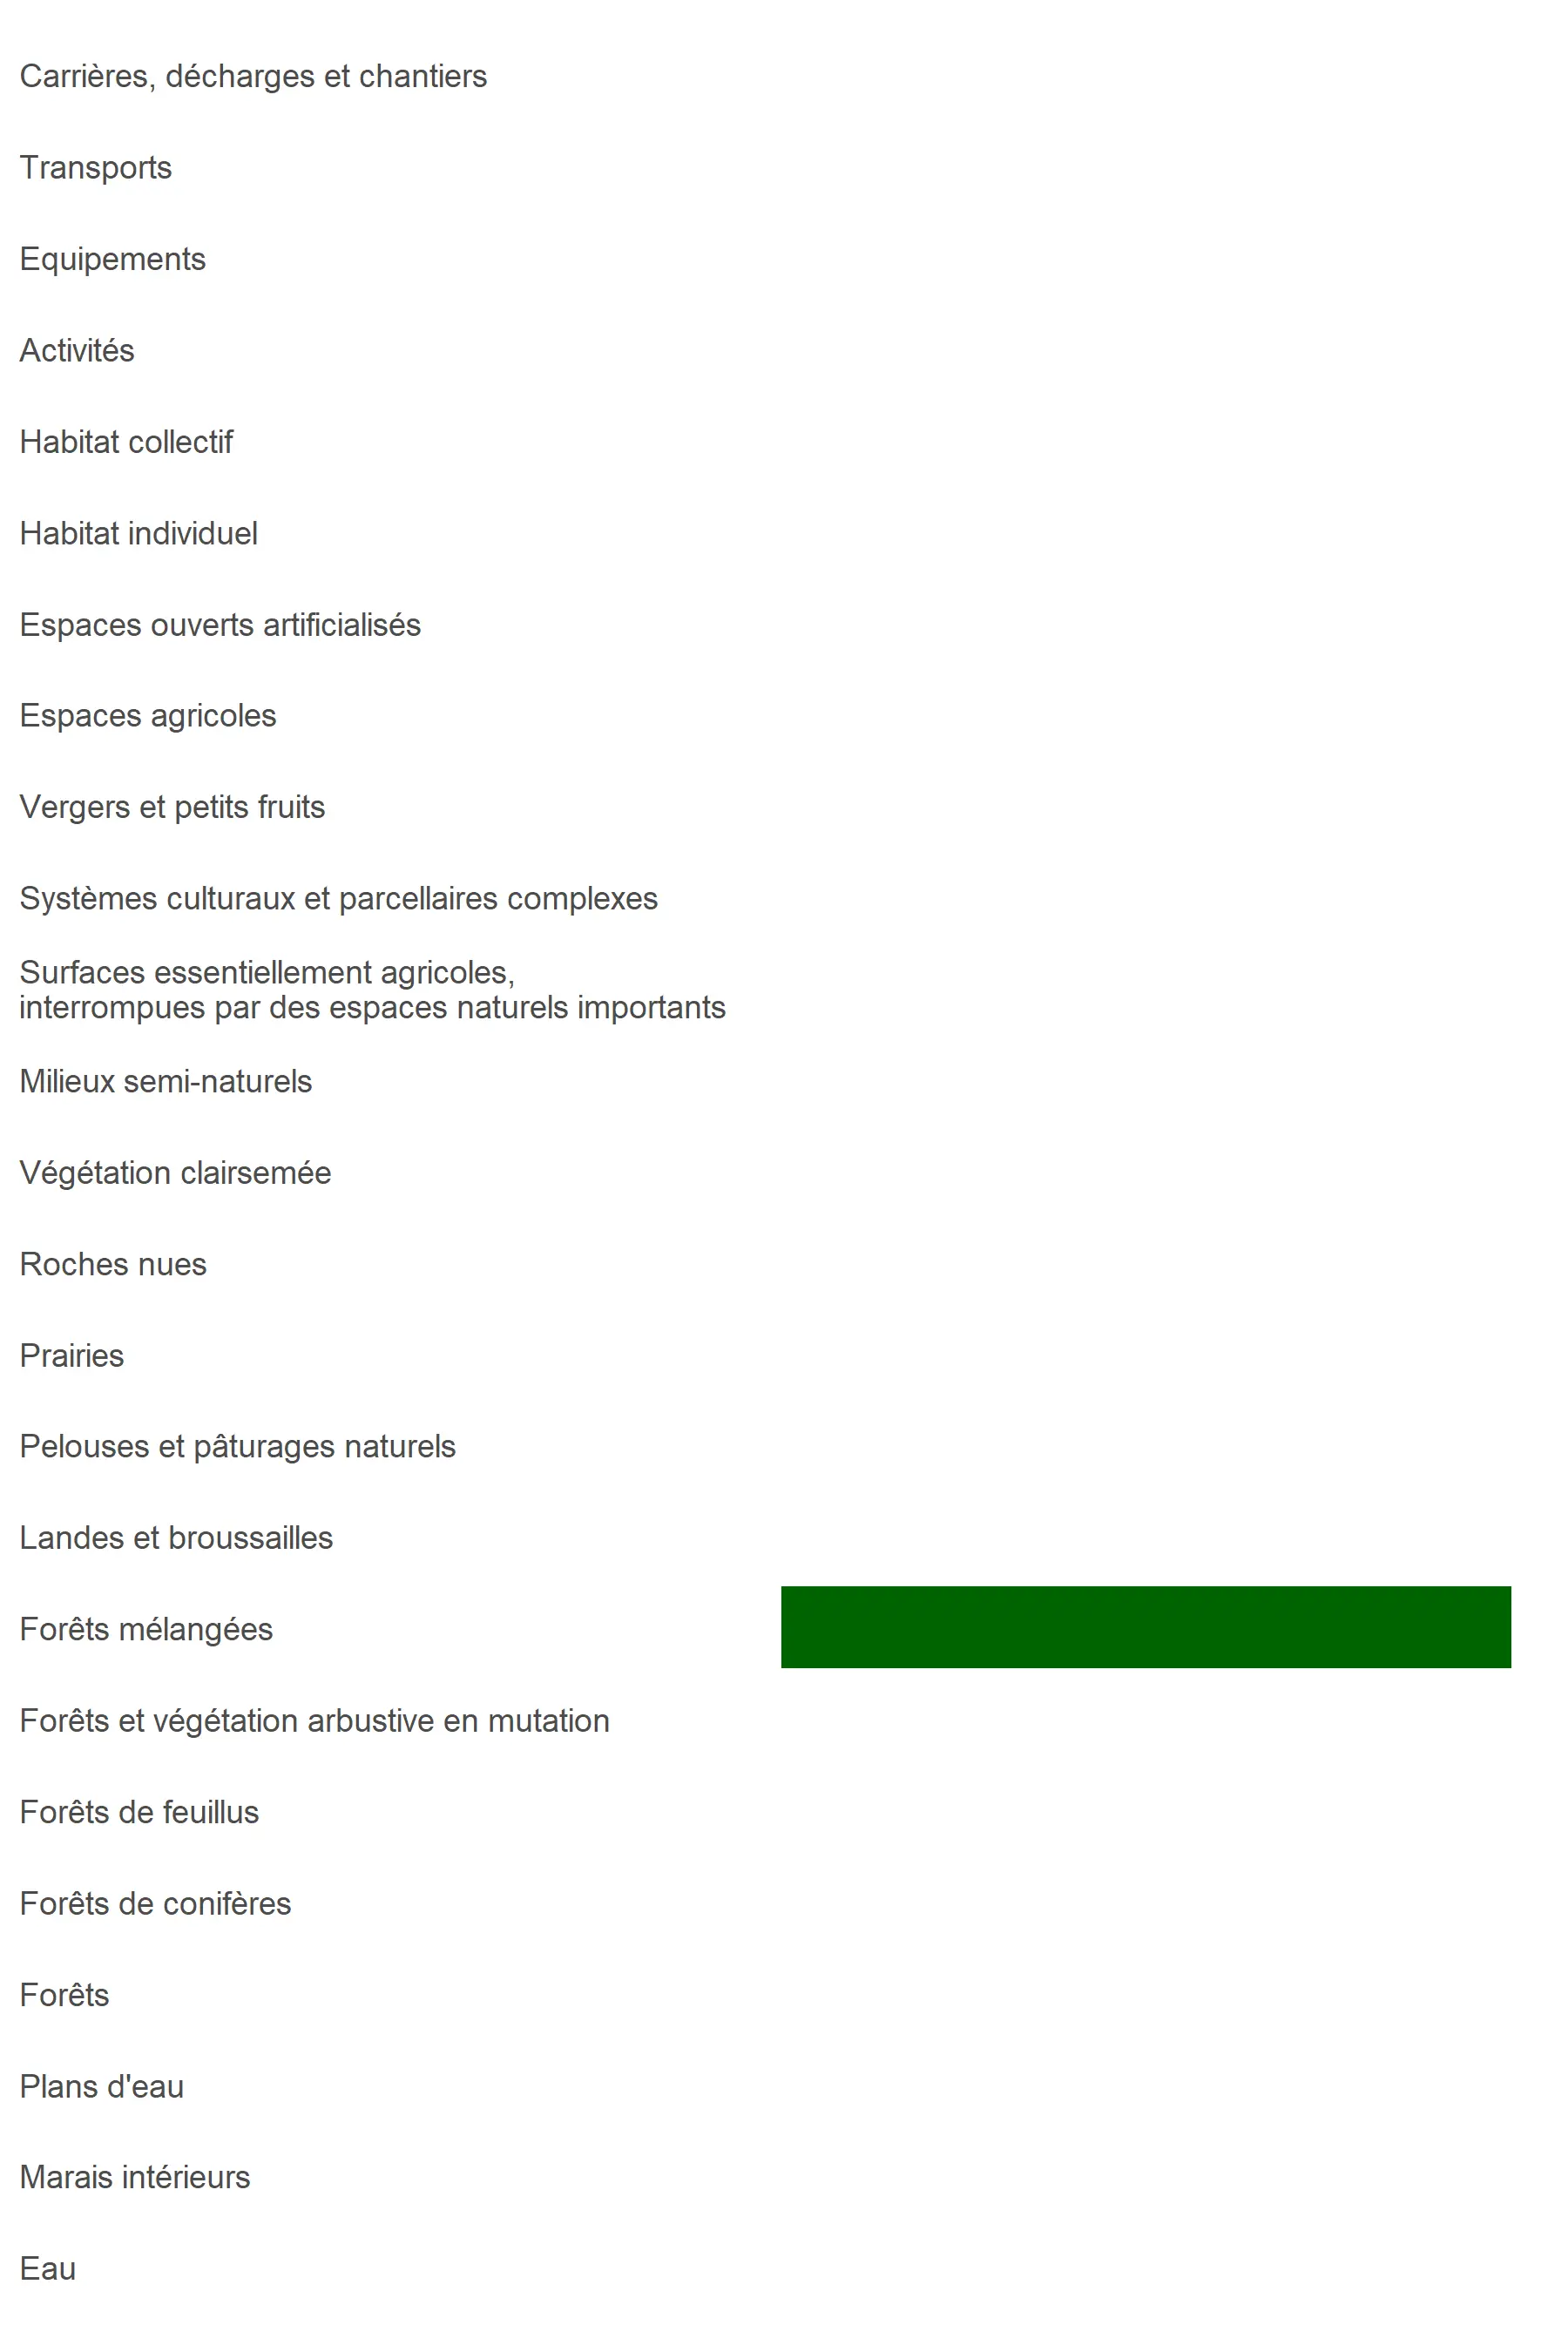 Carrières, décharges et chantiers
Transports
Equipements
Activités
Habitat collectif
Habitat individuel
Espaces ouverts artificialisés
Espaces agricoles
Vergers et petits fruits
Systèmes culturaux et parcellaires complexes
Surfaces essentiellement agricoles,
interrompues par des espaces naturels importants
Milieux semi-naturels
Végétation clairsemée
Roches nues
Prairies
Pelouses et pâturages naturels
Landes et broussailles
Forêts mélangées
Forêts et végétation arbustive en mutation
Forêts de feuillus
Forêts de conifères
Forêts
Plans d'eau
Marais intérieurs
Eau